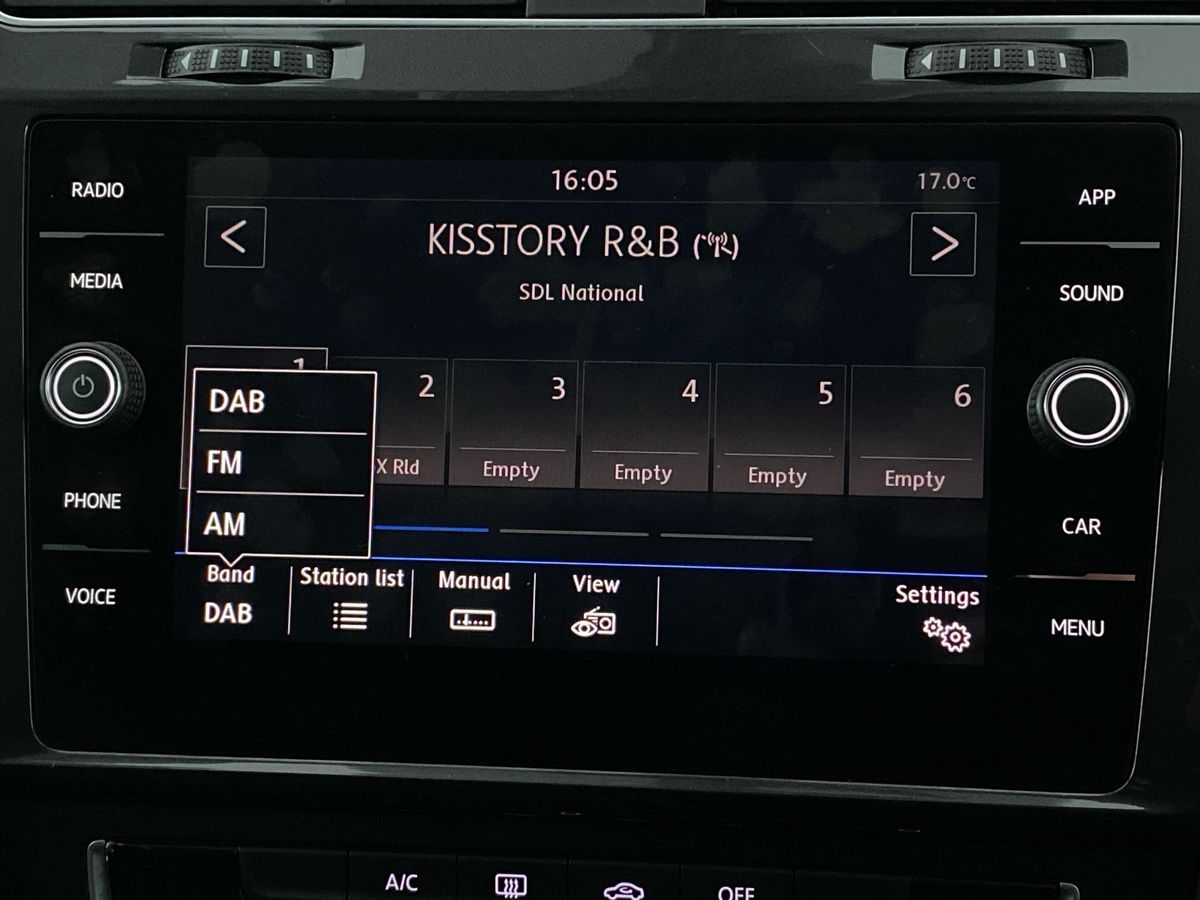 16:05
17.0°C
RADIO
APP
KISSTORY R&B
MEDIA
SDL National
SOUND
1
2
3
4
5
6
DAB
FM
AM
X Rld
Empty
Empty
Empty
Empty
PHONE
CAR
VOICE
Band
Station list
Manual
View
Settings
DAB
MENU
A/C
OFF